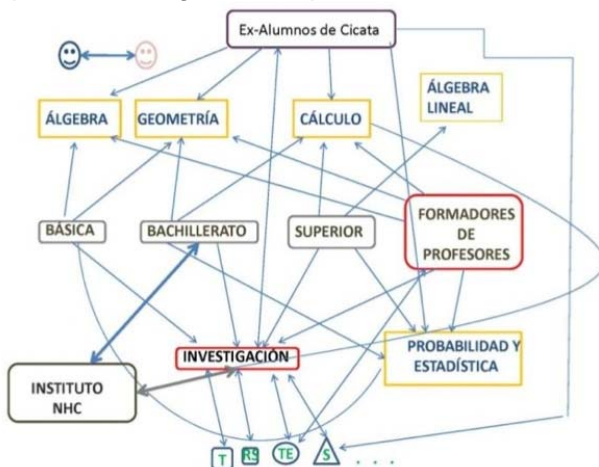 Ex-Alumnos de Cicata
ÁLGEBRA
GEOMETRÍA
CÁLCULO
ÁLGEBRA
LINEAL
BÁSICA
BACHILLERATO
SUPERIOR
FORMADORES
DE
PROFESORES
INVESTIGACIÓN
PROBABILIDAD Y
ESTADÍSTICA
INSTITUTO
NHC
T
RS
TE
S
. . .